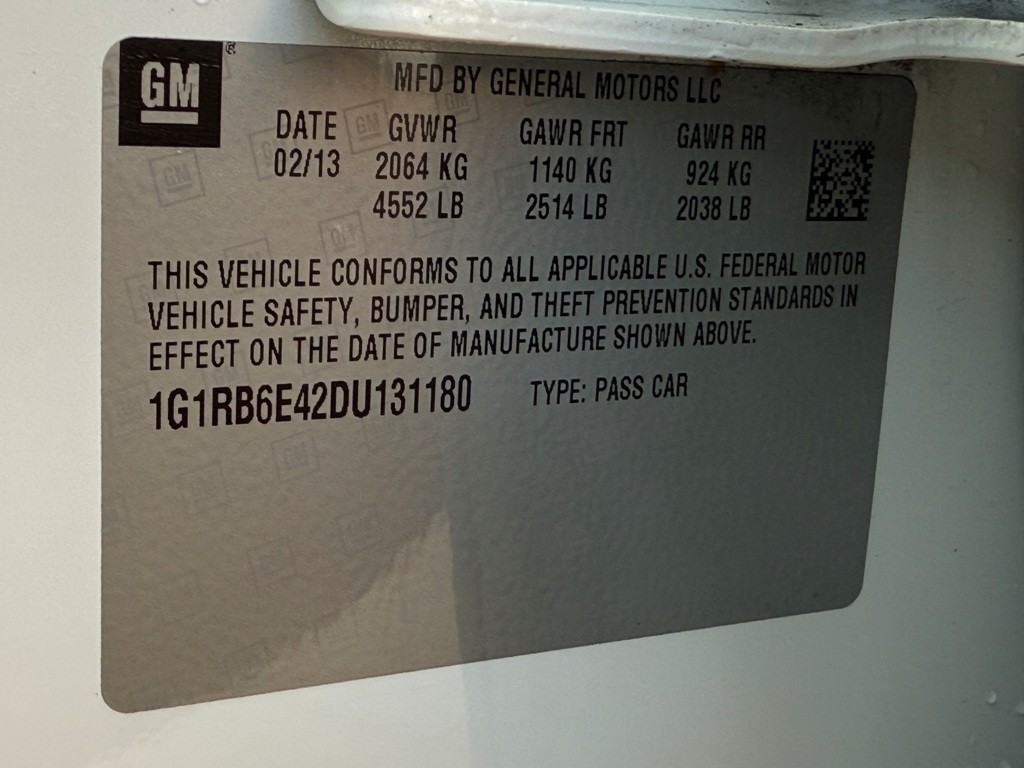 GM®
MFD BY GENERAL MOTORS LLC
DATE GVWR GAWR FRT GAWR RR
02/13 2064 KG 1140 KG 924 KG
4552 LB 2514 LB 2038 LB
THIS VEHICLE CONFORMS TO ALL APPLICABLE U.S. FEDERAL MOTOR
VEHICLE SAFETY, BUMPER, AND THEFT PREVENTION STANDARDS IN
EFFECT ON THE DATE OF MANUFACTURE SHOWN ABOVE.
1G1RB6E42DU131180 TYPE: PASS CAR